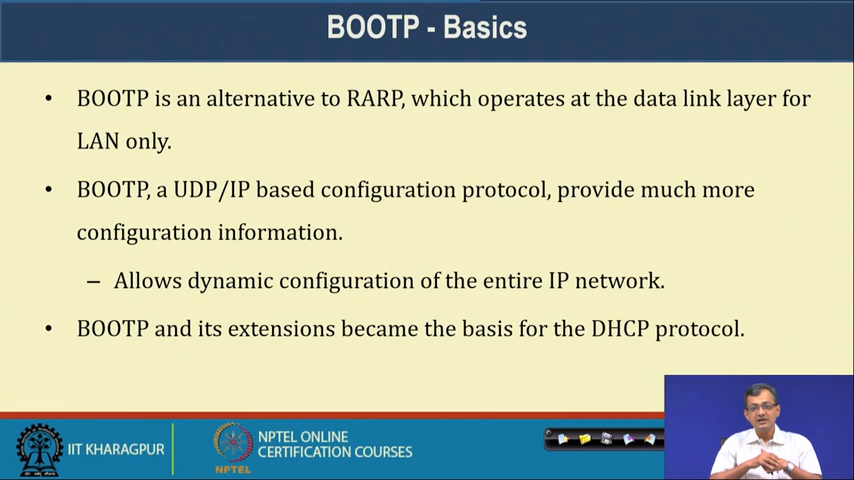 BOOTP - Basics
• BOOTP is an alternative to RARP, which operates at the data link layer for
LAN only.
• BOOTP, a UDP/IP based configuration protocol, provide much more
configuration information.
– Allows dynamic configuration of the entire IP network.
• BOOTP and its extensions became the basis for the DHCP protocol.
IIT KHARAGPUR
NPTEL
NPTEL ONLINE
CERTIFICATION COURSES